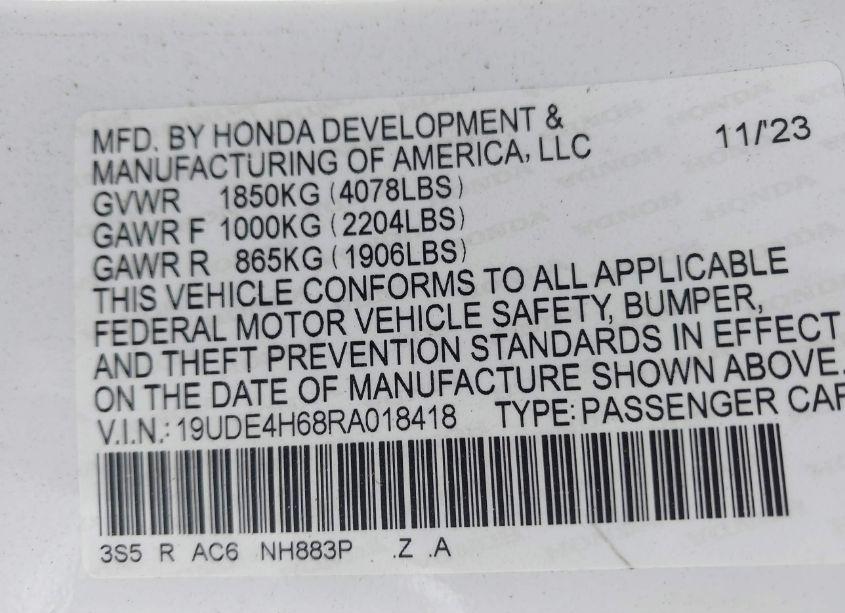 MFD. BY HONDA DEVELOPMENT &
MANUFACTURING OF AMERICA, LLC 11/'23
GVWR 1850KG (4078LBS)
GAWR F 1000KG (2204LBS)
GAWR R 865KG (1906LBS)
THIS VEHICLE CONFORMS TO ALL APPLICABLE
FEDERAL MOTOR VEHICLE SAFETY, BUMPER,
AND THEFT PREVENTION STANDARDS IN EFFECT
ON THE DATE OF MANUFACTURE SHOWN ABOVE.
V.I.N.: 19UDE4H68RA018418 TYPE: PASSENGER CAR
3S5 R AC6 NH883P .Z .A